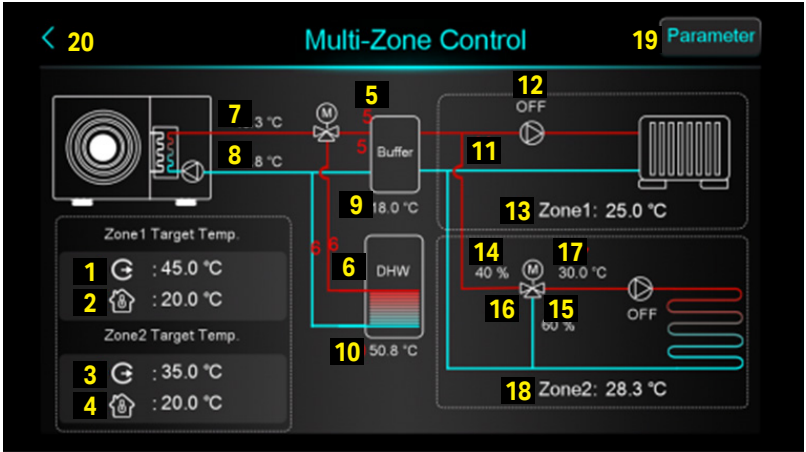 20 Multi-Zone Control 19 Parameter
12
OFF
5
7 .3 °C M 5
5
8 .8 °C Buffer 11
9 18.0 °C 13 Zone1: 25.0 °C
Zone1 Target Temp.
1 : 45.0 °C
2 : 20.0 °C
Zone2 Target Temp.
3 : 35.0 °C
4 : 20.0 °C
6 6
6 DHW
10 50.8 °C
14 17
40 % M 30.0 °C
16 15 OFF
60 %
18 Zone2: 28.3 °C